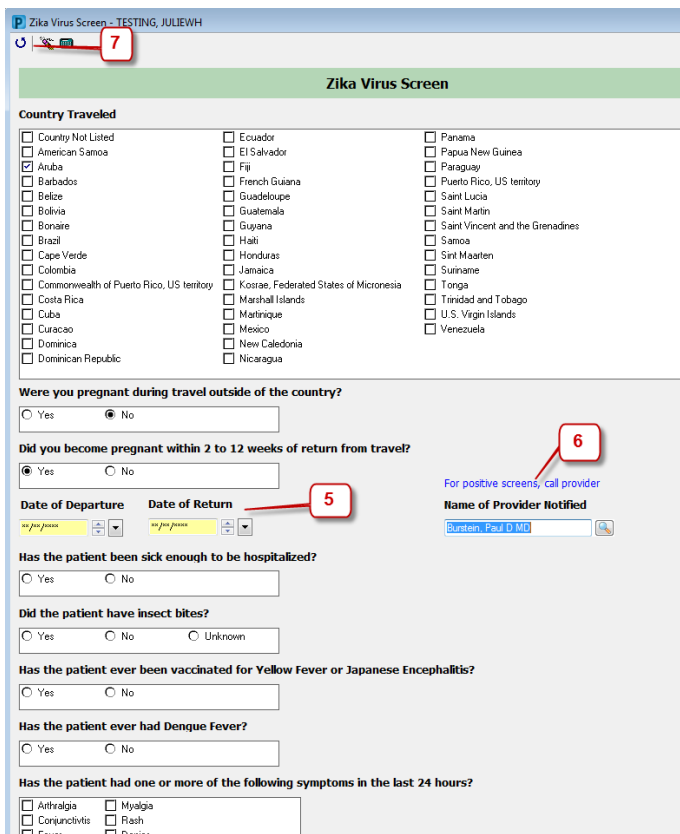 Zika Virus Screen - TESTING, JULIEWH
7
Zika Virus Screen
Country Traveled
Country Not Listed Ecuador Panama
American Samoa El Salvador Papua New Guinea
Aruba Fiji Paraguay
Barbados French Guiana Puerto Rico, US territory
Belize Guadeloupe Saint Lucia
Bolivia Guatemala Saint Martin
Bonaire Guyana Saint Vincent and the Grenadines
Brazil Haiti Samoa
Cape Verde Honduras Sint Maarten
Colombia Jamaica Suriname
Commonwealth of Puerto Rico, US territory Kosrae, Federated States of Micronesia Tonga
Costa Rica Marshall Islands Trinidad and Tobago
Cuba Martinique U.S. Virgin Islands
Curacao Mexico Venezuela
Dominica New Caledonia
Dominican Republic Nicaragua
Were you pregnant during travel outside of the country?
Yes No
Did you become pregnant within 2 to 12 weeks of return from travel?
6
Yes No
For positive screens, call provider
Date of Departure Date of Return 5 Name of Provider Notified
**/**/**** **/**/**** Burstein, Paul D MD
Has the patient been sick enough to be hospitalized?
Yes No
Did the patient have insect bites?
Yes No Unknown
Has the patient ever been vaccinated for Yellow Fever or Japanese Encephalitis?
Yes No
Has the patient ever had Dengue Fever?
Yes No
Has the patient had one or more of the following symptoms in the last 24 hours?
Arthralgia Myalgia
Conjunctivtis Rash